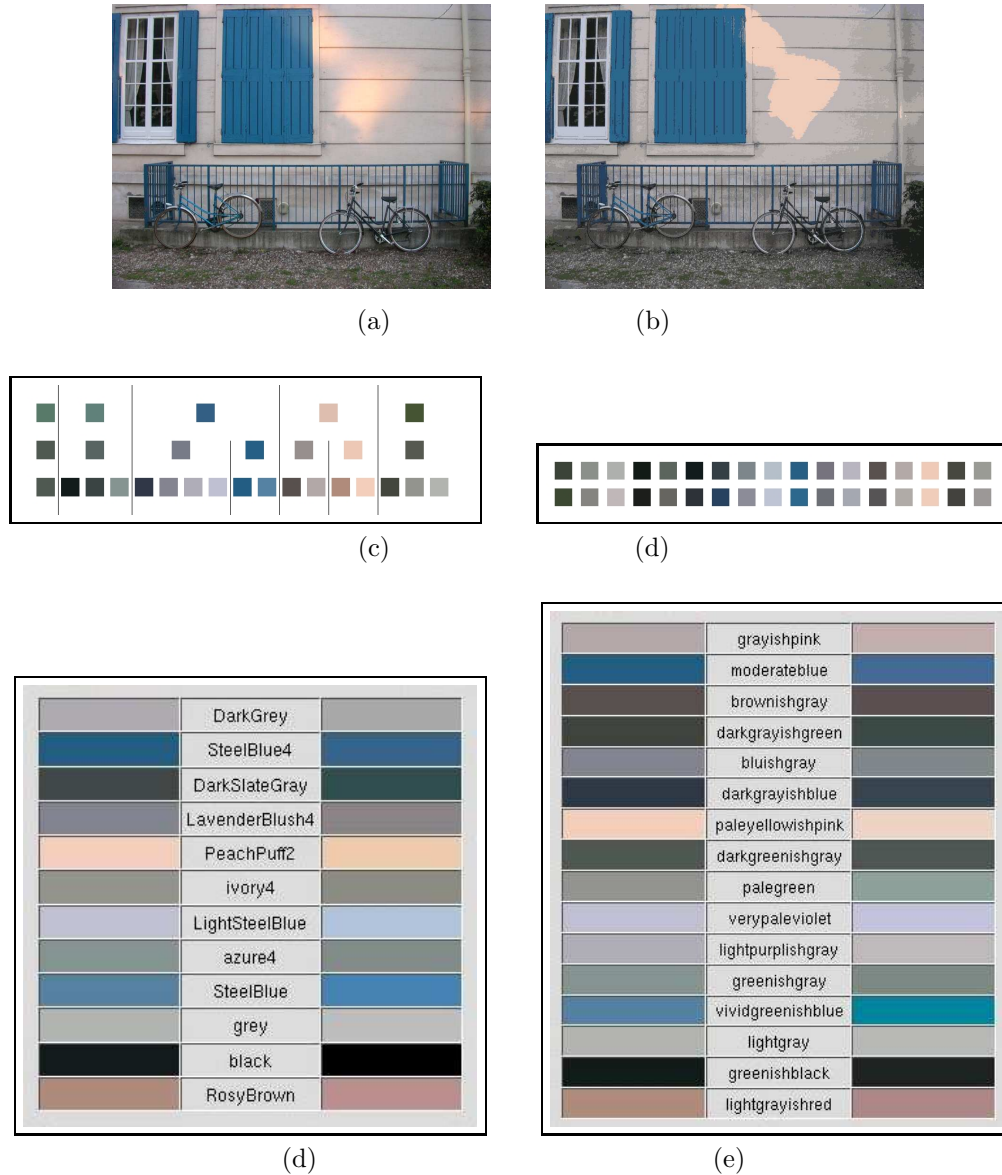 (a)
(b)
(c)
(d)
DarkGrey
SteelBlue4
DarkSlateGray
LavenderBlush4
PeachPuff2
ivory4
LightSteelBlue
azure4
SteelBlue
grey
black
RosyBrown
(d)
grayishpink
moderateblue
brownishgray
darkgrayishgreen
bluishgray
darkgrayishblue
paleyellowishpink
darkgreenishgray
palegreen
verypaleviolet
lightpurplishgray
greenishgray
vividgreenishblue
lightgray
greenishblack
lightgrayishred
(e)